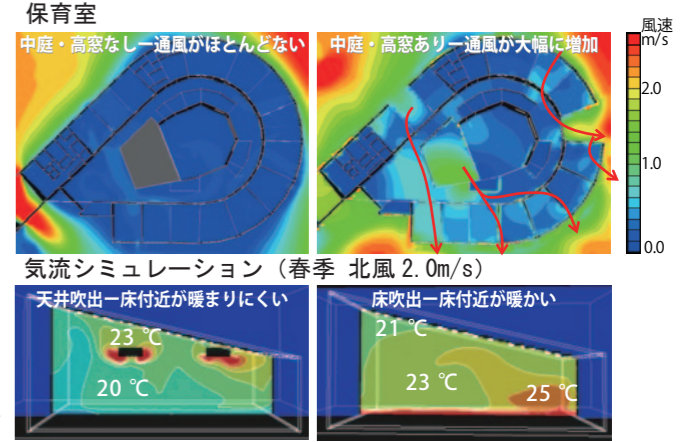 保育室
中庭・高窓なしー通風がほとんどない
中庭・高窓ありー通風が大幅に増加
風速
m/s
2.0
1.0
0.0
気流シミュレーション（春季 北風 2.0m/s）
天井吹出ー床付近が暖まりにくい
床吹出ー床付近が暖かい
23 ℃
20 ℃
21 ℃
23 ℃
25 ℃